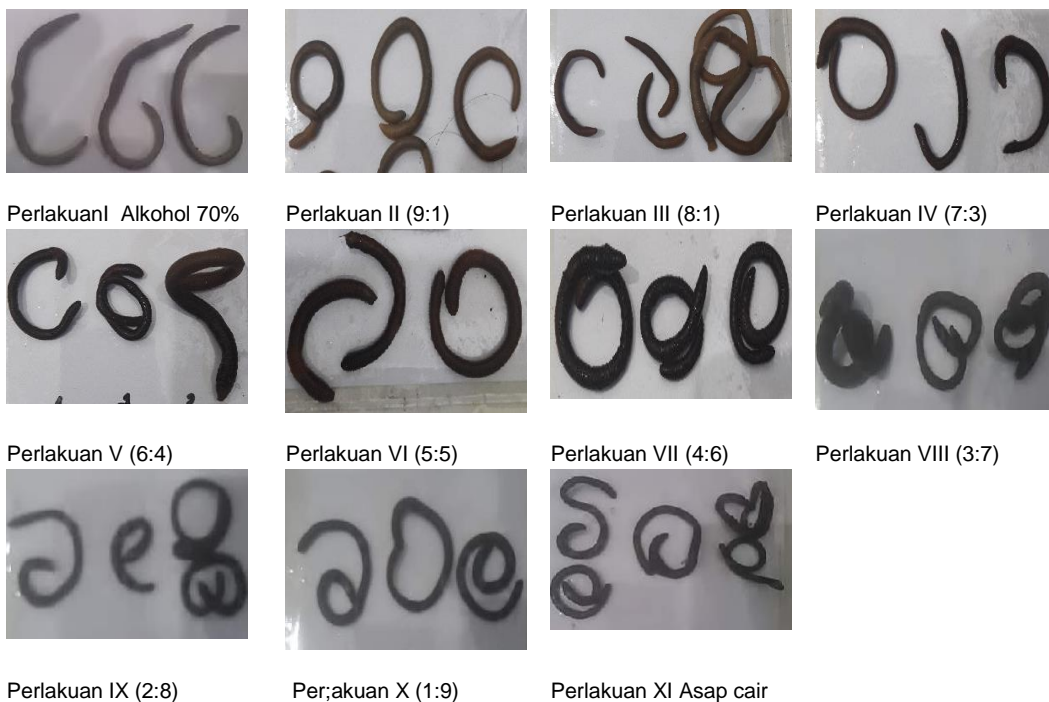 PerlakuanI Alkohol 70%
Perlakuan II (9:1)
Perlakuan III (8:1)
Perlakuan IV (7:3)
Perlakuan V (6:4)
Perlakuan VI (5:5)
Perlakuan VII (4:6)
Perlakuan VIII (3:7)
Perlakuan IX (2:8)
Per;akuan X (1:9)
Perlakuan XI Asap cair